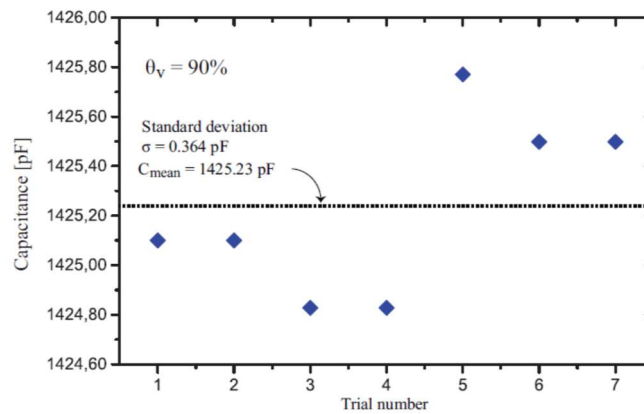 1426,00
1425,80
1425,60
1425,40
1425,20
1425,00
1424,80
1424,60
Capacitance [pF]
θv = 90%
Standard deviation
σ = 0.364 pF
Cmean = 1425.23 pF
1 2 3 4 5 6 7
Trial number